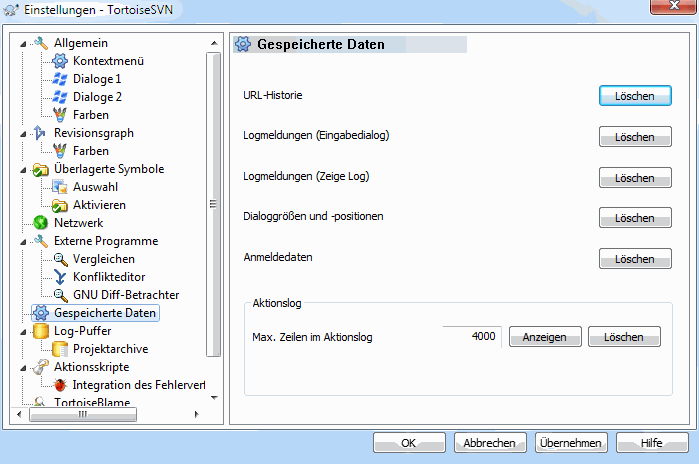 Einstellungen - TortoiseSVN
Allgemein
Kontextmenü
Dialoge 1
Dialoge 2
Farben
Revisionsgraph
Farben
Überlagerte Symbole
Auswahl
Aktivieren
Netzwerk
Externe Programme
Vergleichen
Konflikteditor
GNU Diff-Betrachter
Gespeicherte Daten
Log-Puffer
Projektarchive
Aktionsskripte
Integration des Fehlerverf
TortoiseBlame
Gespeicherte Daten
URL-Historie Löschen
Logmeldungen (Eingabedialog) Löschen
Logmeldungen (Zeige Log) Löschen
Dialoggrößen und -positionen Löschen
Anmeldedaten Löschen
Aktionslog
Max. Zeilen im Aktionslog 4000 Anzeigen Löschen
OK Abbrechen Übernehmen Hilfe